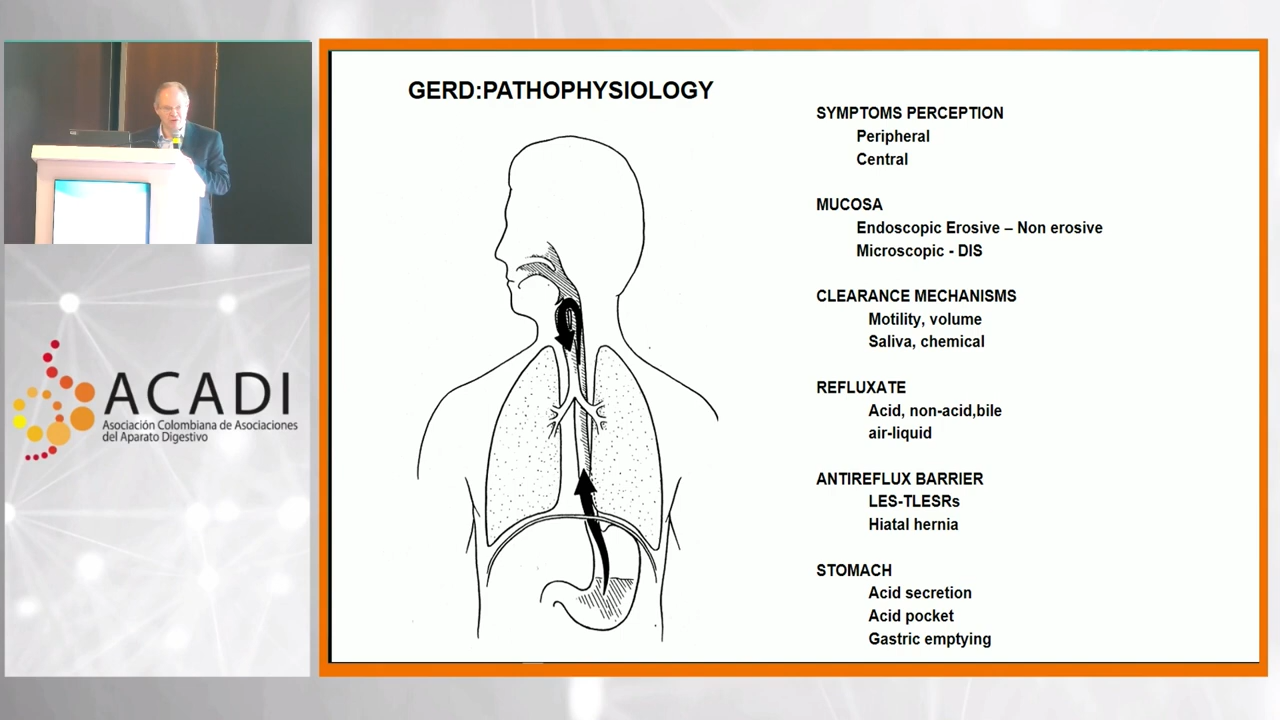 GERD:PATHOPHYSIOLOGY
SYMPTOMS PERCEPTION
Peripheral
Central
MUCOSA
Endoscopic Erosive – Non erosive
Microscopic - DIS
CLEARANCE MECHANISMS
Motility, volume
Saliva, chemical
REFLUXATE
Acid, non-acid,bile
air-liquid
ANTIREFLUX BARRIER
LES-TLESRs
Hiatal hernia
STOMACH
Acid secretion
Acid pocket
Gastric emptying
ACADI
Asociación Colombiana de Asociaciones
del Aparato Digestivo